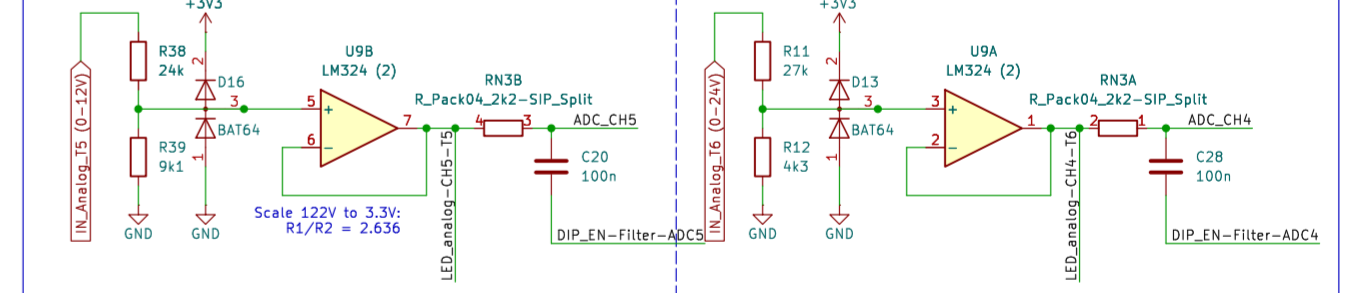 +3V3
R38
24k
2
D16
3
BAT64
1
R39
9k1
GND
GND
IN_Analog_T5 (0-12V)
U9B
LM324 (2)
5
+
6
-
7
Scale 122V to 3.3V:
R1/R2 = 2.636
RN3B
R_Pack04_2k2-SIP_Split
4
3
ADC_CH5
C20
100n
LED_analog-CH5-T5
DIP_EN-Filter-ADC5
+3V3
R11
27k
2
D13
3
BAT64
1
R12
4k3
GND
GND
IN_Analog_T6 (0-24V)
U9A
LM324 (2)
3
+
2
-
1
RN3A
R_Pack04_2k2-SIP_Split
2
1
ADC_CH4
C28
100n
LED_analog-CH4-T6
DIP_EN-Filter-ADC4